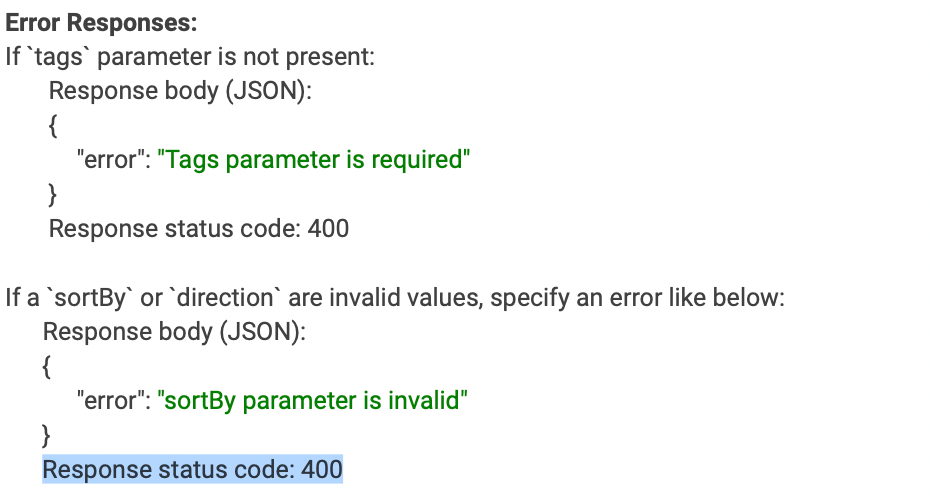 Error Responses:
If `tags` parameter is not present:
Response body (JSON):
{
"error": "Tags parameter is required"
}
Response status code: 400
If a `sortBy` or `direction` are invalid values, specify an error like below:
Response body (JSON):
{
"error": "sortBy parameter is invalid"
}
Response status code: 400